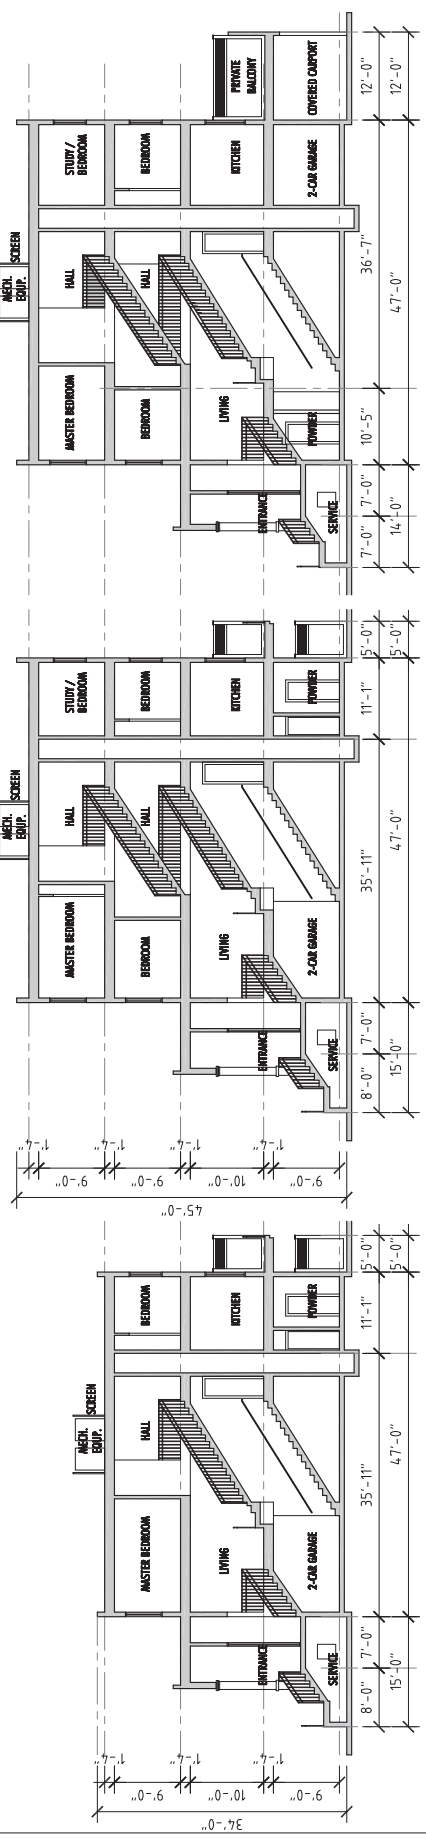 MECH.
EQUIP.
SCREEN
MASTER BEDROOM
HALL
BEDROOM
LIVING
KITCHEN
ENTRANCE
2-CAR GARAGE
POWDER
SERVICE
34'-0"
1'-4"
9'-0"
1'-4"
10'-0"
1'-4"
9'-0"
8'-0"
7'-0"
35'-11"
11'-1"
5'-0"
15'-0"
47'-0"
5'-0"
MECH.
EQUIP.
SCREEN
MASTER BEDROOM
HALL
STUDY/
BEDROOM
BEDROOM
HALL
BEDROOM
LIVING
KITCHEN
ENTRANCE
2-CAR GARAGE
POWDER
SERVICE
45'-0"
1'-4"
9'-0"
1'-4"
9'-0"
1'-4"
10'-0"
1'-4"
9'-0"
8'-0"
7'-0"
35'-11"
11'-1"
5'-0"
15'-0"
47'-0"
5'-0"
MECH.
EQUIP.
SCREEN
MASTER BEDROOM
HALL
STUDY/
BEDROOM
BEDROOM
HALL
BEDROOM
LIVING
KITCHEN
PRIVATE
BALCONY
ENTRANCE
POWDER
2-CAR GARAGE
COVERED CARPORT
SERVICE
7'-0"
7'-0"
10'-5"
36'-7"
12'-0"
14'-0"
47'-0"
12'-0"